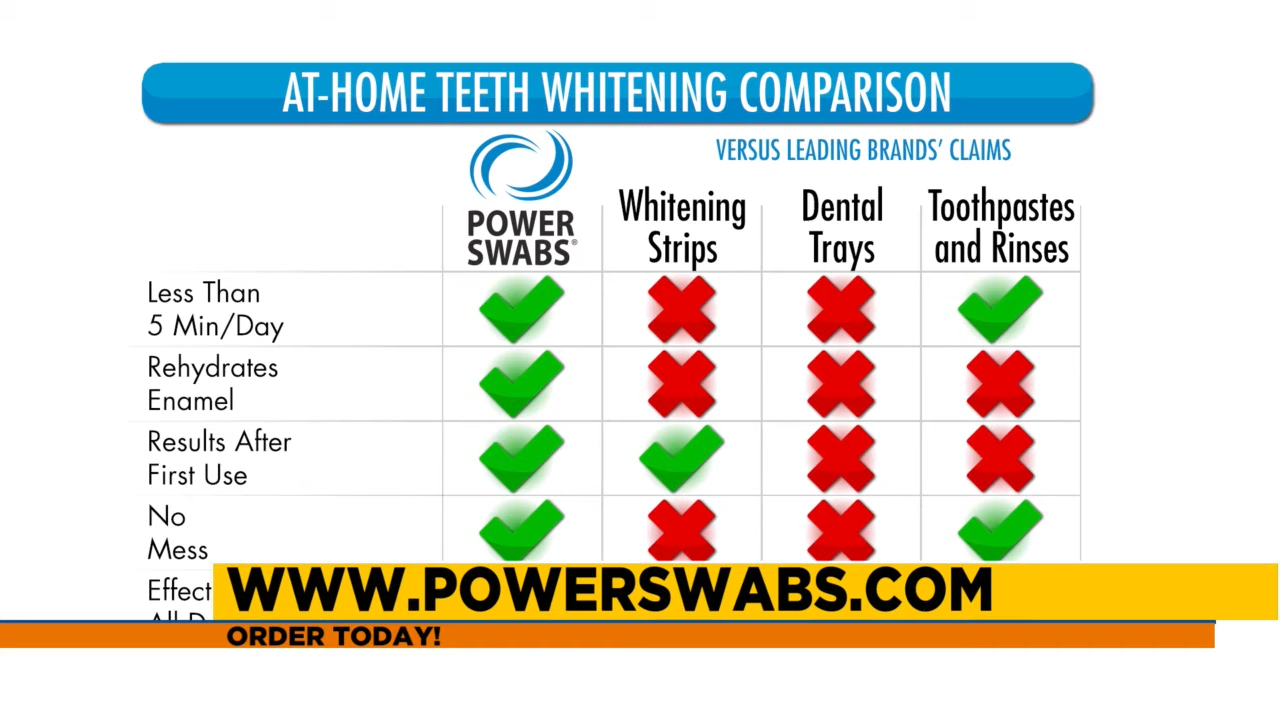 AT-HOME TEETH WHITENING COMPARISON
VERSUS LEADING BRANDS' CLAIMS
POWER
SWABS®
Whitening
Strips
Dental
Trays
Toothpastes
and Rinses
Less Than
5 Min/Day
Rehydrates
Enamel
Results After
First Use
No
Mess
Effect
WWW.POWERSWABS.COM
ORDER TODAY!